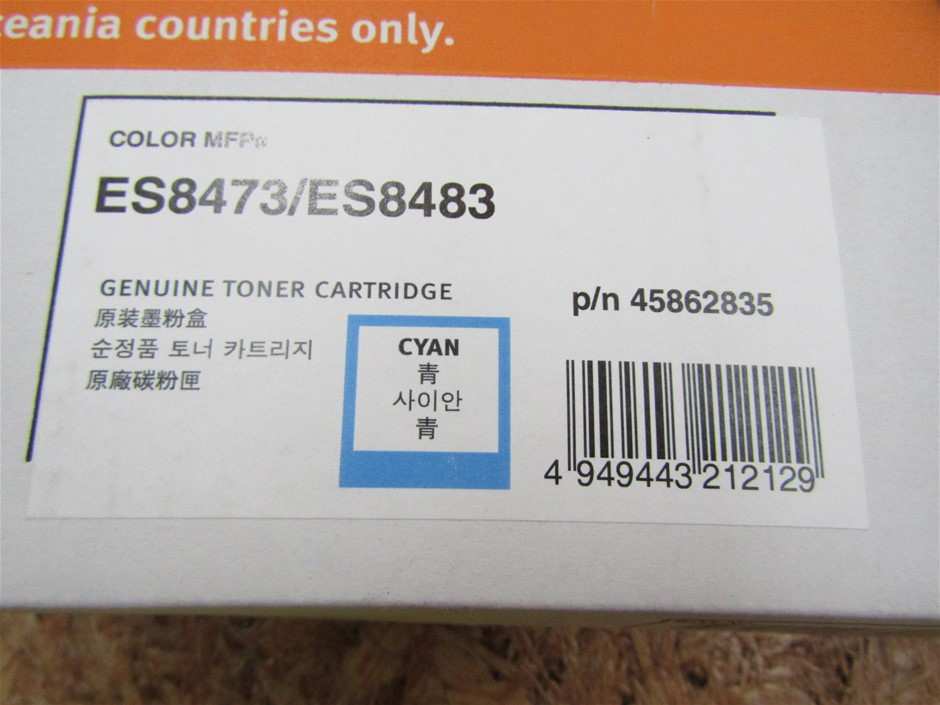 ceania countries only.
COLOR MFPs
ES8473/ES8483
GENUINE TONER CARTRIDGE
原装墨粉盒
순정품 토너 카트리지
原廠碳粉匣
CYAN
青
사이안
青
p/n 45862835
4 949443 212129